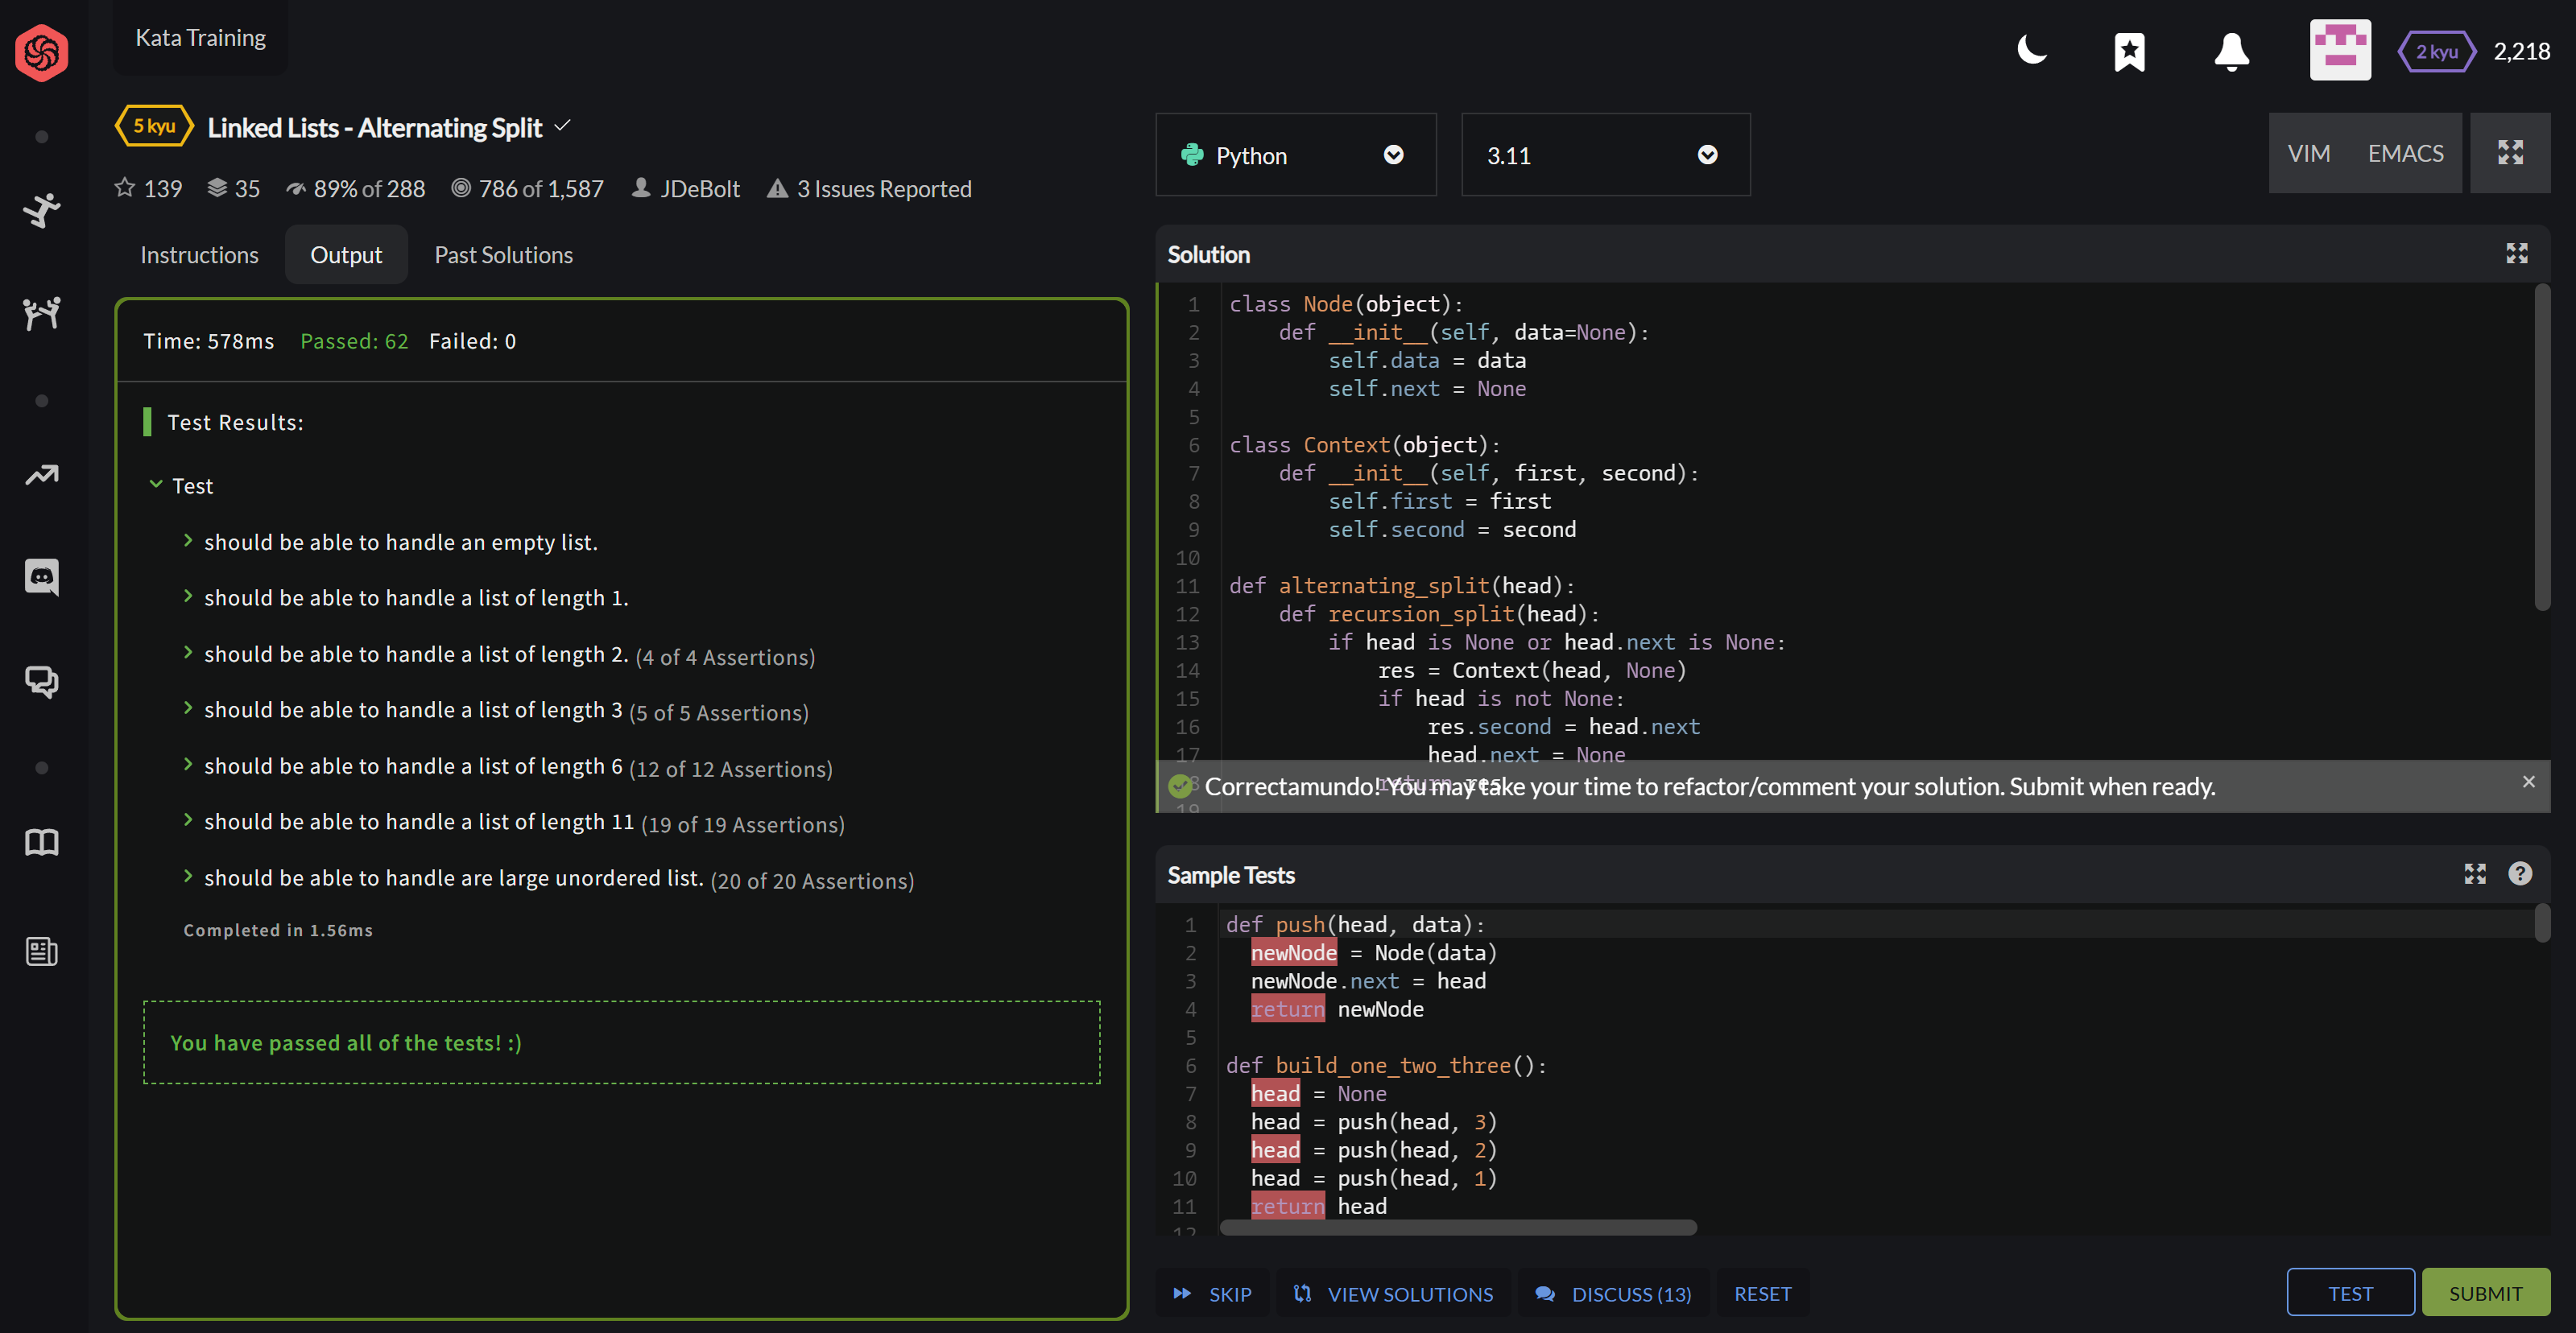 Kata Training
2 kyu 2,218
5 kyu Linked Lists - Alternating Split
139 35 89% of 288 786 of 1,587 JDeBolt 3 Issues Reported
Instructions Output Past Solutions
Time: 578ms Passed: 62 Failed: 0
Test Results:
Test
should be able to handle an empty list.
should be able to handle a list of length 1.
should be able to handle a list of length 2. (4 of 4 Assertions)
should be able to handle a list of length 3 (5 of 5 Assertions)
should be able to handle a list of length 6 (12 of 12 Assertions)
should be able to handle a list of length 11 (19 of 19 Assertions)
should be able to handle are large unordered list. (20 of 20 Assertions)
Completed in 1.56ms
You have passed all of the tests! :)
Python 3.11 VIM EMACS
Solution
1 class Node(object):
2 def __init__(self, data=None):
3 self.data = data
4 self.next = None
5
6 class Context(object):
7 def __init__(self, first, second):
8 self.first = first
9 self.second = second
10
11 def alternating_split(head):
12 def recursion_split(head):
13 if head is None or head.next is None:
14 res = Context(head, None)
15 if head is not None:
16 res.second = head.next
17 head.next = None
18 return res
Correctamundo! You may take your time to refactor/comment your solution. Submit when ready.
19
Sample Tests
1 def push(head, data):
2 newNode = Node(data)
3 newNode.next = head
4 return newNode
5
6 def build_one_two_three():
7 head = None
8 head = push(head, 3)
9 head = push(head, 2)
10 head = push(head, 1)
11 return head
12
SKIP VIEW SOLUTIONS DISCUSS (13) RESET TEST SUBMIT